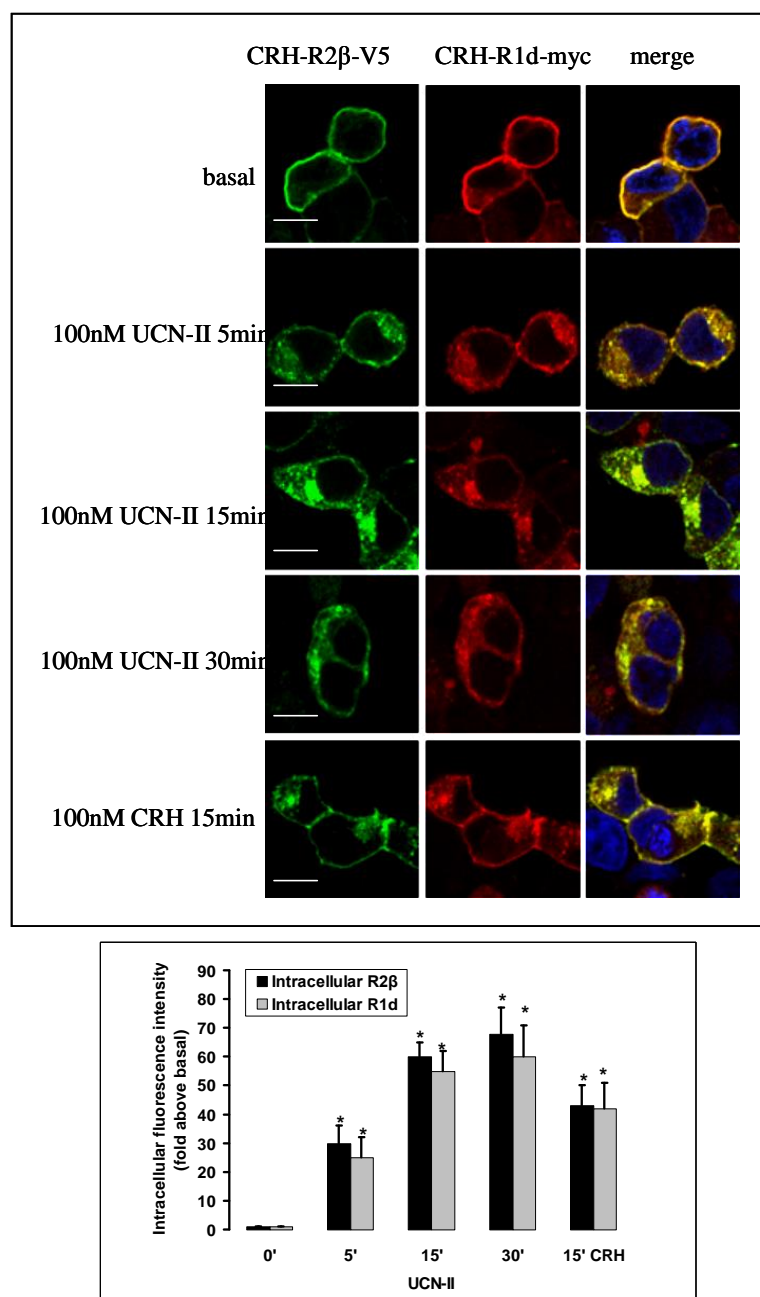 CRH-R2β-V5 CRH-R1d-myc merge
basal
100nM UCN-II 5min
100nM UCN-II 15min
100nM UCN-II 30min
100nM CRH 15min
Intracellular fluorescence intensity
(fold above basal)
90
80
70
60
50
40
30
20
10
0
Intracellular R2β
Intracellular R1d
* * * * * * * *
0' 5' 15' 30' 15' CRH
UCN-II